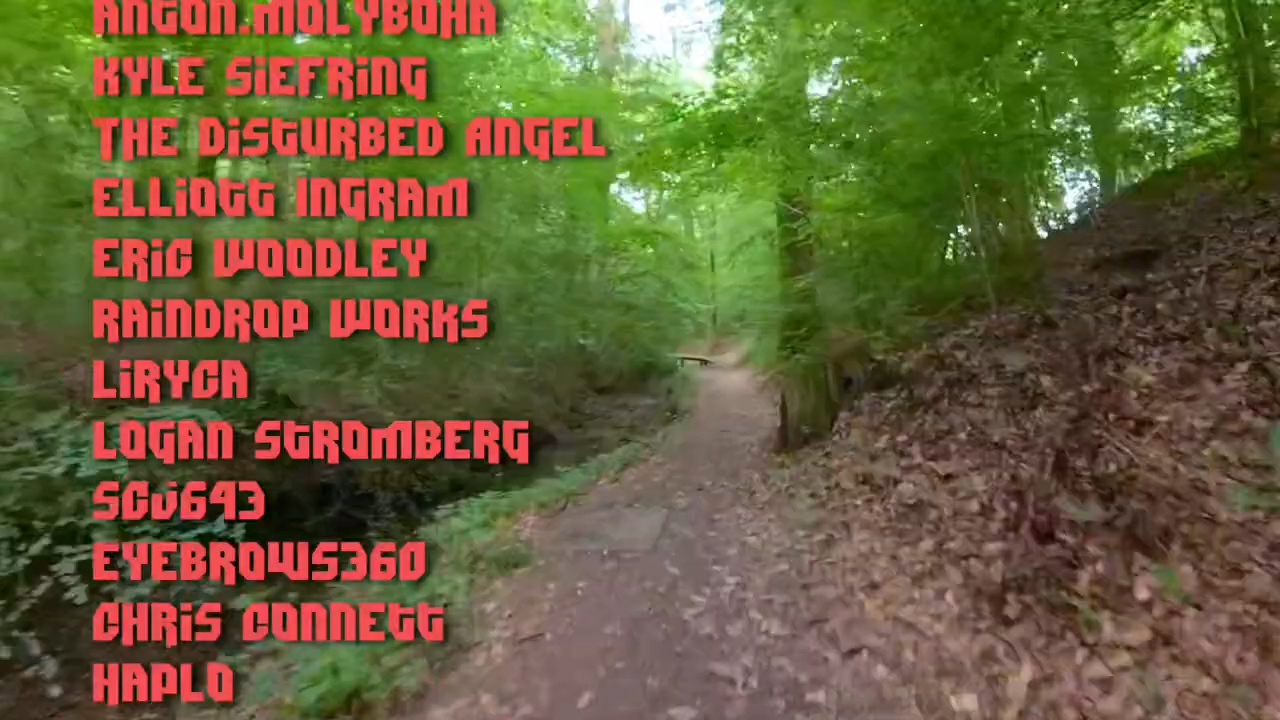 ANTON.MOLYBOHA
KYLE SIEFRING
THE DISTURBED ANGEL
ELLIOTT INGRAM
ERIC WOODLEY
RAINDROP WORKS
LIRYCA
LOGAN STROMBERG
SCJ643
EYEBROWS360
CHRIS CONNETT
HAPLO